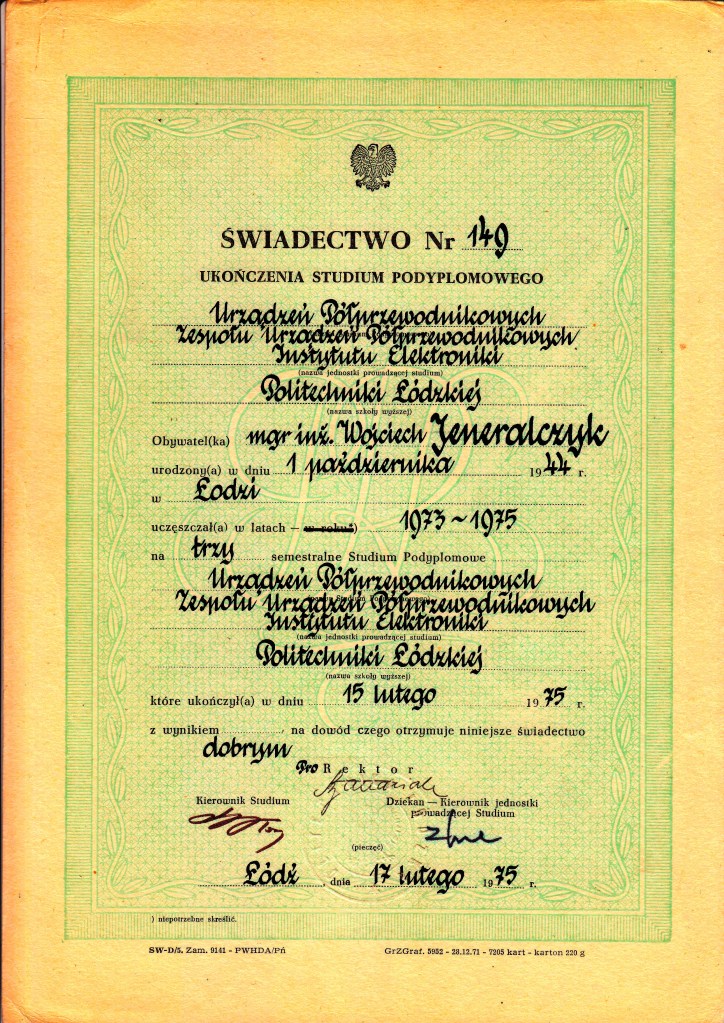 ŚWIADECTWO Nr 149
UKOŃCZENIA STUDIUM PODYPLOMOWEGO
Urządzeń Półprzewodnikowych
Zespołu Urządzeń Półprzewodnikowych
Instytutu Elektroniki
(nazwa jednostki prowadzącej studium)
Politechniki Łódzkiej
(nazwa szkoły wyższej)
Obywatel(ka) mgr inż. Wojciech Jeneralczyk
urodzony(a) w dniu 1 października 1944 r.
w Łodzi
uczęszczał(a) w latach – w roku*) 1973~1975
na trzy semestralne Studium Podyplomowe
Urządzeń Półprzewodnikowych
Zespołu Urządzeń Półprzewodnikowych
Instytutu Elektroniki
(nazwa jednostki prowadzącej studium)
Politechniki Łódzkiej
(nazwa szkoły wyższej)
które ukończył(a) w dniu 15 lutego 1975 r.
z wynikiem , na dowód czego otrzymuje niniejsze świadectwo
dobrym
Pro Rektor
Kierownik Studium
Dziekan — Kierownik jednostki
prowadzącej Studium
(pieczęć)
Łódź, dnia 17 lutego 1975 r.
) niepotrzebne skreślić.
SW-D/5. Zam. 9141 - PWHDA/Pń
GrZGraf. 5952 - 28.12.71 - 7205 kart - karton 220 g